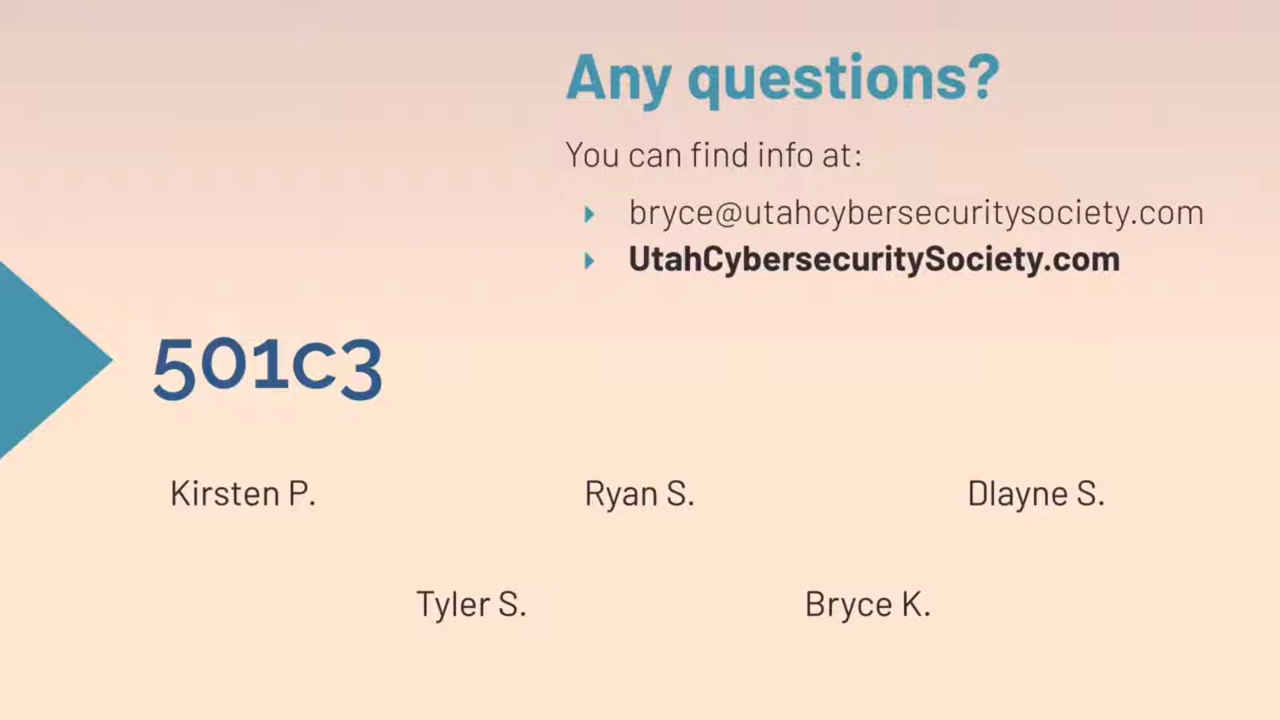 Any questions?
You can find info at:
bryce@utahcybersecuritysociety.com
UtahCybersecuritySociety.com
501c3
Kirsten P.
Ryan S.
Dlayne S.
Tyler S.
Bryce K.